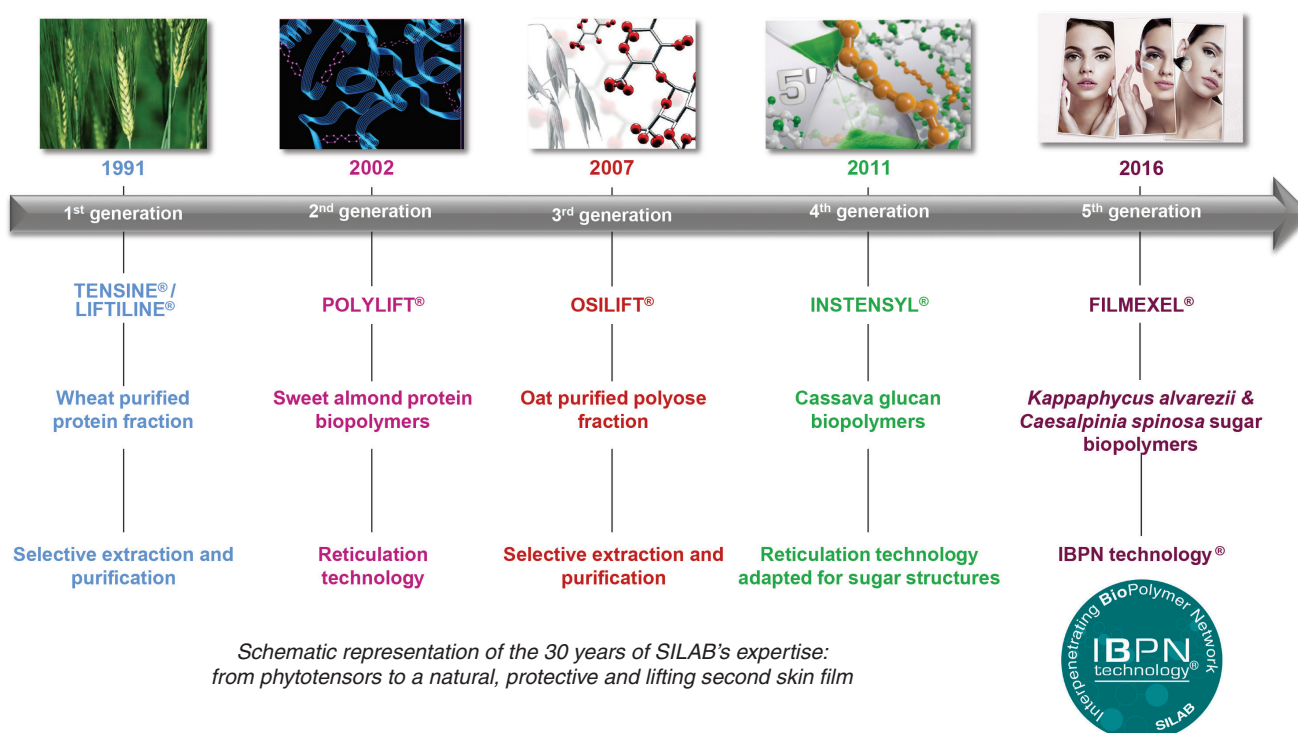 1991
2002
2007
2011
2016
5'
1st generation
2nd generation
3rd generation
4th generation
5th generation
TENSINE® /
LIFTILINE®
POLYLIFT®
OSILIFT®
INSTENSYL®
FILMEXEL®
Wheat purified
protein fraction
Sweet almond protein
biopolymers
Oat purified polyose
fraction
Cassava glucan
biopolymers
Kappaphycus alvarezii &
Caesalpinia spinosa sugar
biopolymers
Selective extraction and
purification
Reticulation
technology
Selective extraction and
purification
Reticulation technology
adapted for sugar structures
IBPN technology ®
Interpenetrating BioPolymer Network
IBPN
technology®
SILAB
Schematic representation of the 30 years of SILAB's expertise:
from phytotensors to a natural, protective and lifting second skin film